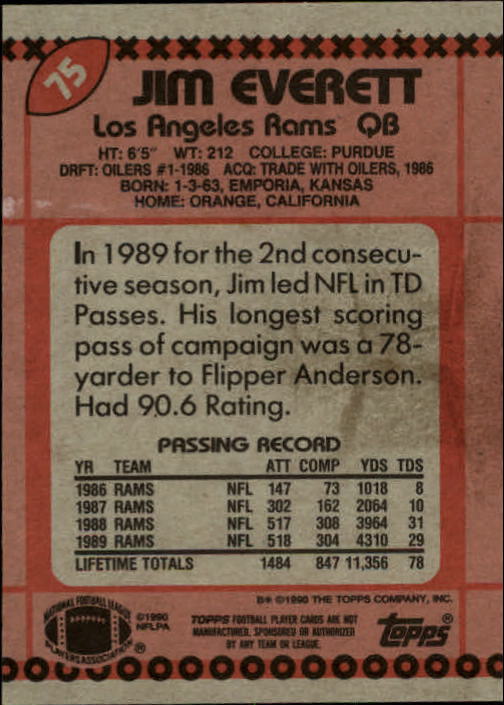 75
JIM EVERETT
Los Angeles Rams QB
HT: 6'5" WT: 212 COLLEGE: PURDUE
DRFT: OILERS #1-1986 ACQ: TRADE WITH OILERS, 1986
BORN: 1-3-63, EMPORIA, KANSAS
HOME: ORANGE, CALIFORNIA
In 1989 for the 2nd consecu-
tive season, Jim led NFL in TD
Passes. His longest scoring
pass of campaign was a 78-
yarder to Flipper Anderson.
Had 90.6 Rating.
PASSING RECORD
YR TEAM ATT COMP YDS TDS
1986 RAMS NFL 147 73 1018 8
1987 RAMS NFL 302 162 2064 10
1988 RAMS NFL 517 308 3964 31
1989 RAMS NFL 518 304 4310 29
LIFETIME TOTALS 1484 847 11,356 78
B* ©1990 THE TOPPS COMPANY, INC.
NATIONAL FOOTBALL LEAGUE
PLAYERS ASSOCIATION
®
©1990
NFLPA
TOPPS FOOTBALL PLAYER CARDS ARE NOT
MANUFACTURED, SPONSORED OR AUTHORIZED
BY ANY TEAM OR LEAGUE.
topps®